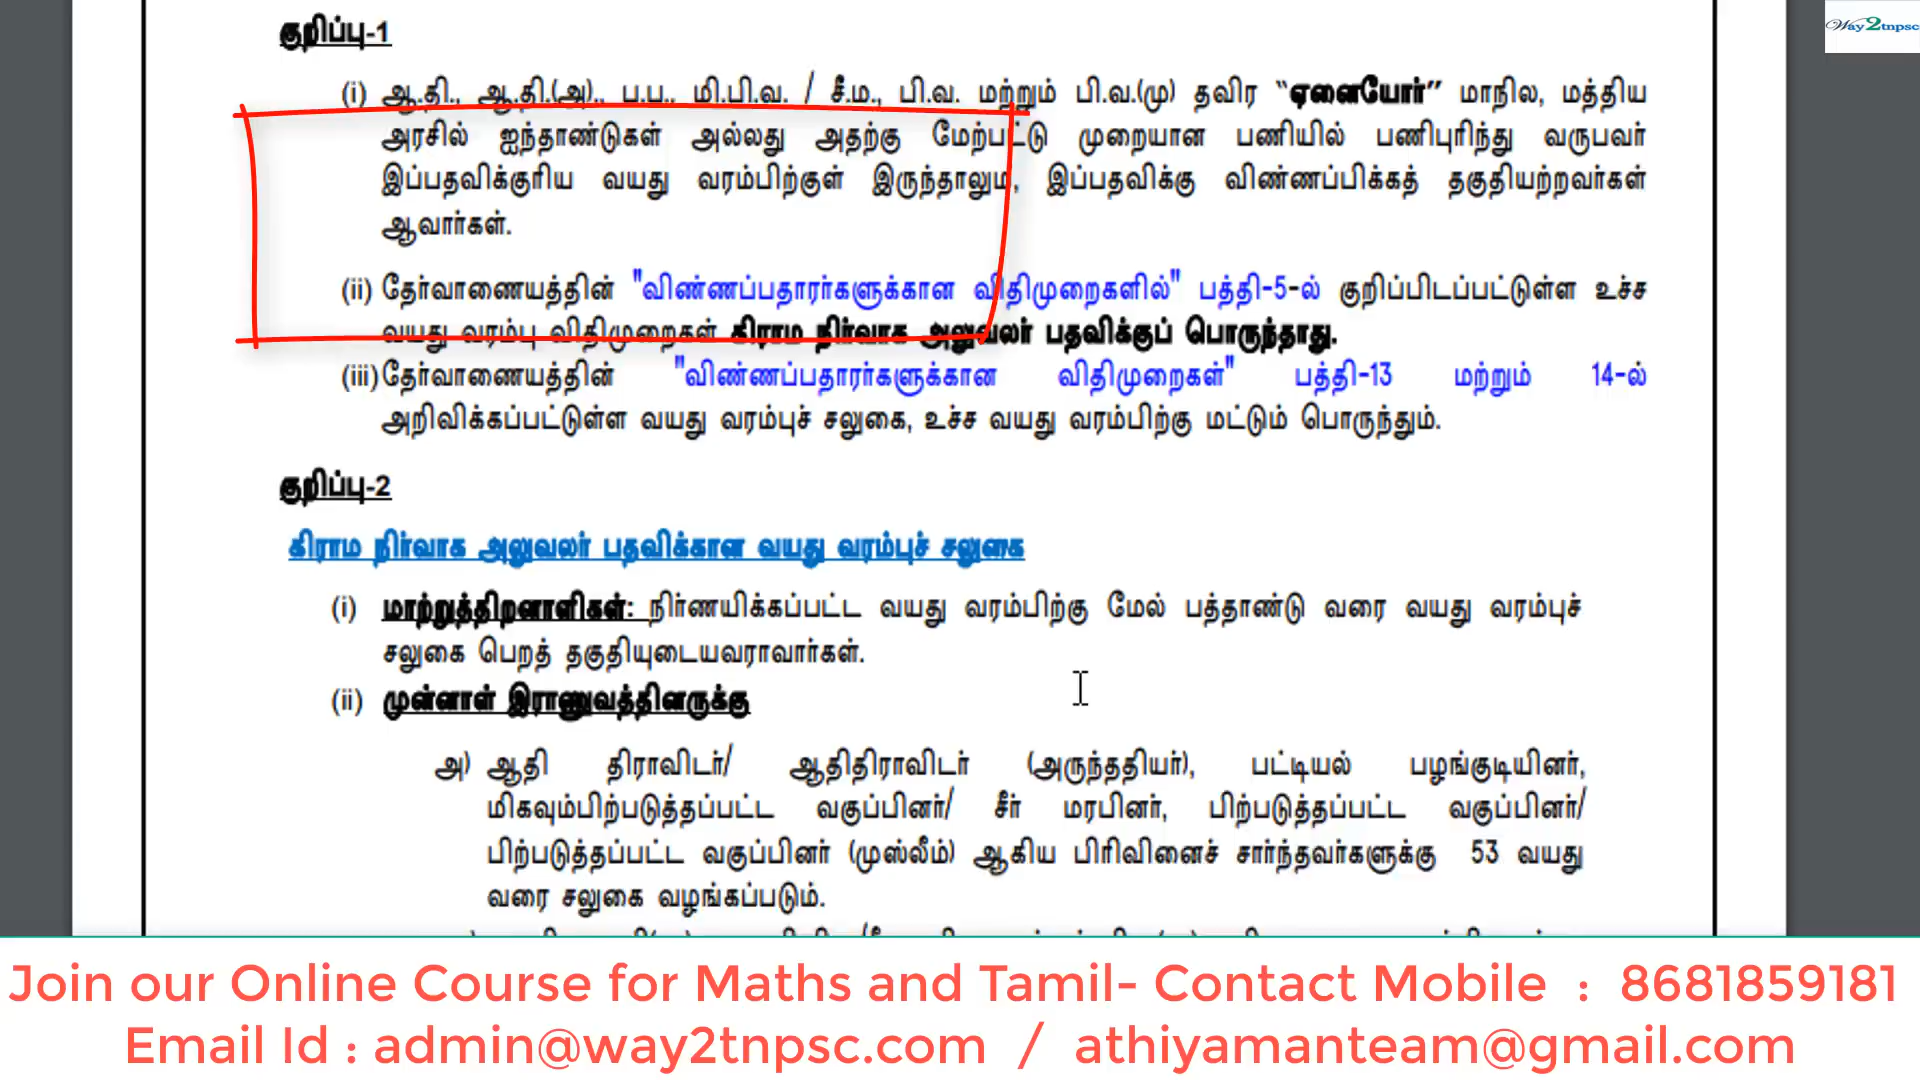 Way2tnpsc
குறிப்பு-1
(i) ஆ.தி., ஆ.தி.(அ)., ப.ப., மி.பி.வ. / சீ.ம., பி.வ. மற்றும் பி.வ.(மு) தவிர “ஏனையோர்” மாநில, மத்திய
அரசில் ஐந்தாண்டுகள் அல்லது அதற்கு மேற்பட்டு முறையான பணியில் பணிபுரிந்து வருபவர்
இப்பதவிக்குரிய வயது வரம்பிற்குள் இருந்தாலும், இப்பதவிக்கு விண்ணப்பிக்கத் தகுதியற்றவர்கள்
ஆவார்கள்.
(ii) தேர்வாணையத்தின் "விண்ணப்பதாரர்களுக்கான விதிமுறைகளில்" பத்தி-5-ல் குறிப்பிடப்பட்டுள்ள உச்ச
வயது வரம்பு விதிமுறைகள் கிராம நிர்வாக அலுவலர் பதவிக்குப் பொருந்தாது.
(iii) தேர்வாணையத்தின் "விண்ணப்பதாரர்களுக்கான விதிமுறைகள்" பத்தி-13 மற்றும் 14-ல்
அறிவிக்கப்பட்டுள்ள வயது வரம்புச் சலுகை, உச்ச வயது வரம்பிற்கு மட்டும் பொருந்தும்.
குறிப்பு-2
கிராம நிர்வாக அலுவலர் பதவிக்கான வயது வரம்புச் சலுகை
(i) மாற்றுத்திறனாளிகள்: நிர்ணயிக்கப்பட்ட வயது வரம்பிற்கு மேல் பத்தாண்டு வரை வயது வரம்புச்
சலுகை பெறத் தகுதியுடையவராவார்கள்.
(ii) முன்னாள் இராணுவத்தினருக்கு
அ) ஆதி திராவிடர்/ ஆதிதிராவிடர் (அருந்ததியர்), பட்டியல் பழங்குடியினர்,
மிகவும்பிற்படுத்தப்பட்ட வகுப்பினர்/ சீர் மரபினர், பிற்படுத்தப்பட்ட வகுப்பினர்/
பிற்படுத்தப்பட்ட வகுப்பினர் (முஸ்லீம்) ஆகிய பிரிவினைச் சார்ந்தவர்களுக்கு 53 வயது
வரை சலுகை வழங்கப்படும்.
Join our Online Course for Maths and Tamil- Contact Mobile : 8681859181
Email Id : admin@way2tnpsc.com / athiyamanteam@gmail.com